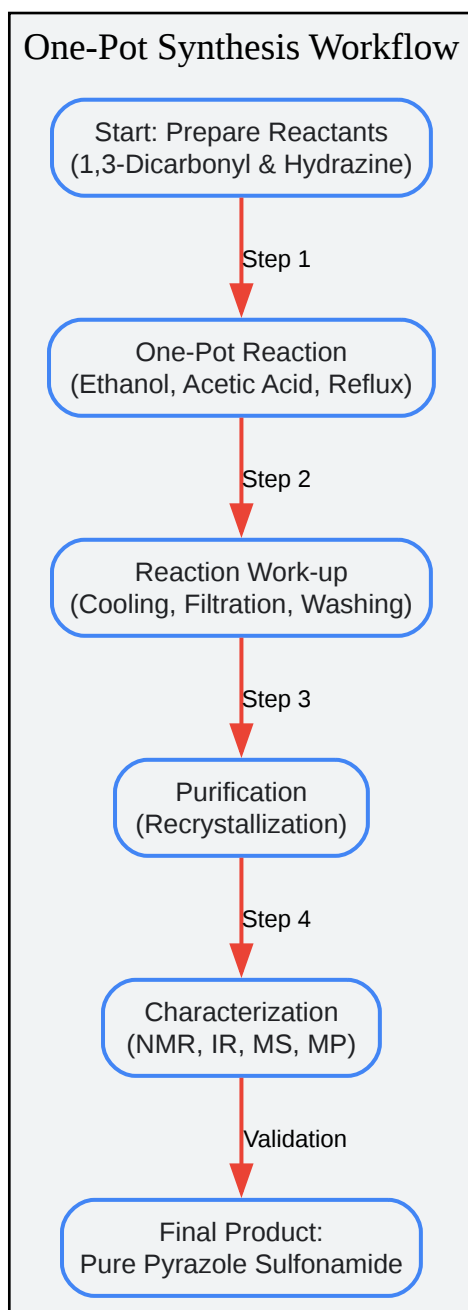 One-Pot Synthesis Workflow
Start: Prepare Reactants
(1,3-Dicarbonyl & Hydrazine)
Step 1
One-Pot Reaction
(Ethanol, Acetic Acid, Reflux)
Step 2
Reaction Work-up
(Cooling, Filtration, Washing)
Step 3
Purification
(Recrystallization)
Step 4
Characterization
(NMR, IR, MS, MP)
Validation
Final Product:
Pure Pyrazole Sulfonamide